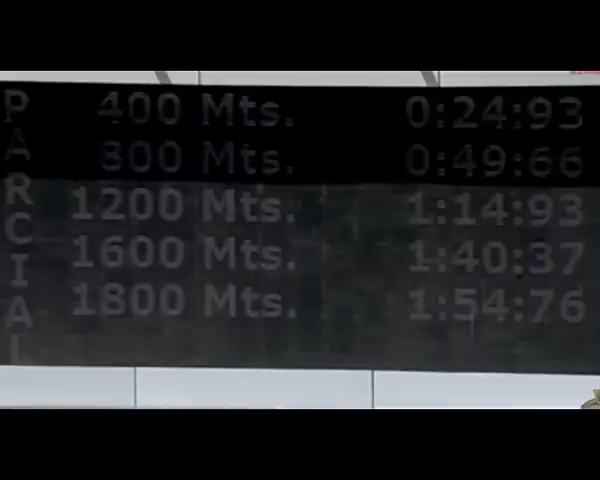 PARCIAL
400 Mts. 0:24:93
800 Mts. 0:49:66
1200 Mts. 1:14:93
1600 Mts. 1:40:37
1800 Mts. 1:54:76